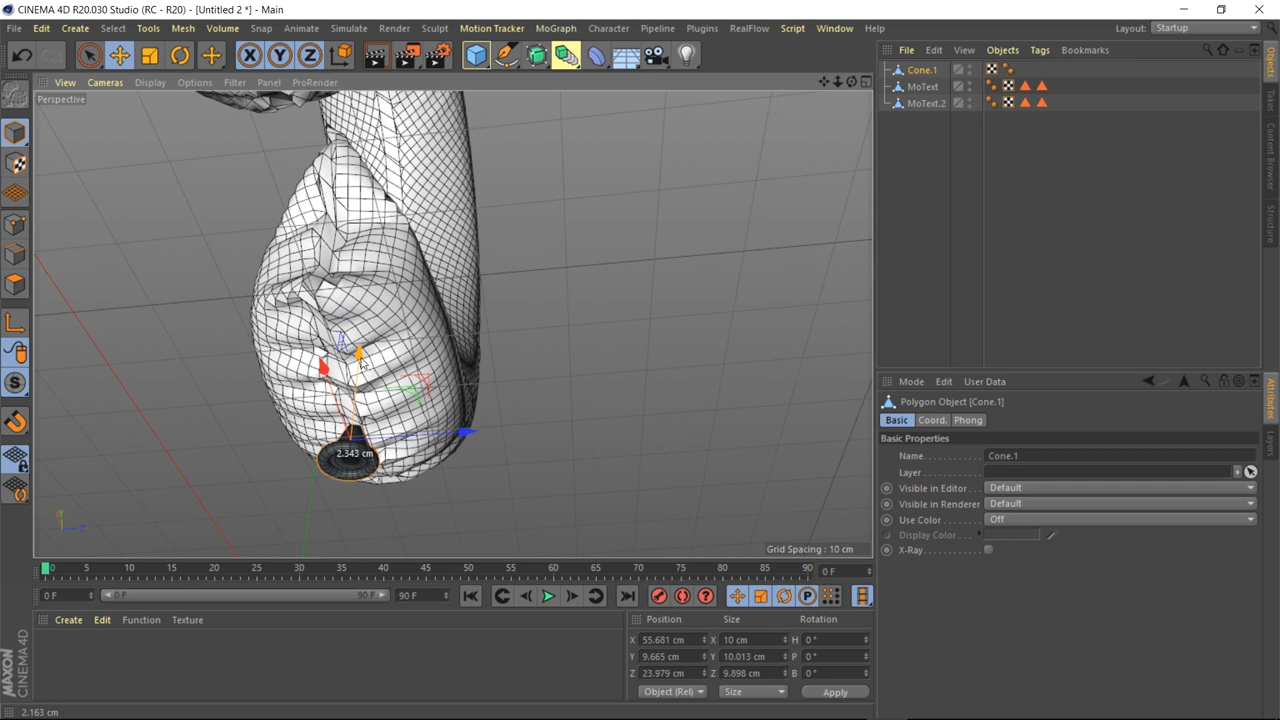 CINEMA 4D R20.030 Studio (RC - R20) - [Untitled 2 *] - Main
File Edit Create Select Tools Mesh Volume Snap Animate Simulate Render Sculpt Motion Tracker MoGraph Character Pipeline Plugins RealFlow Script Window Help Layout: Startup
X Y Z
File Edit View Objects Tags Bookmarks
View Cameras Display Options Filter Panel ProRender
Perspective
Cone.1
MoText
MoText.2
Objects
Takes
Content Browser
Structure
2.343 cm
Y
Z
Grid Spacing : 10 cm
Mode Edit User Data
Polygon Object [Cone.1]
Basic Coord. Phong
Basic Properties
Name Cone.1
Layer
Visible in Editor Default
Visible in Renderer Default
Use Color Off
Display Color
X-Ray
Attributes
Layers
0 5 10 15 20 25 30 35 40 45 50 55 60 65 70 75 80 85 90 0 F
0 F 0 F 90 F 90 F
Create Edit Function Texture
Position Size Rotation
X 55.681 cm X 10 cm H 0 °
Y 9.665 cm Y 10.013 cm P 0 °
Z 23.979 cm Z 9.898 cm B 0 °
Object (Rel) Size Apply
MAXON CINEMA 4D
2.163 cm